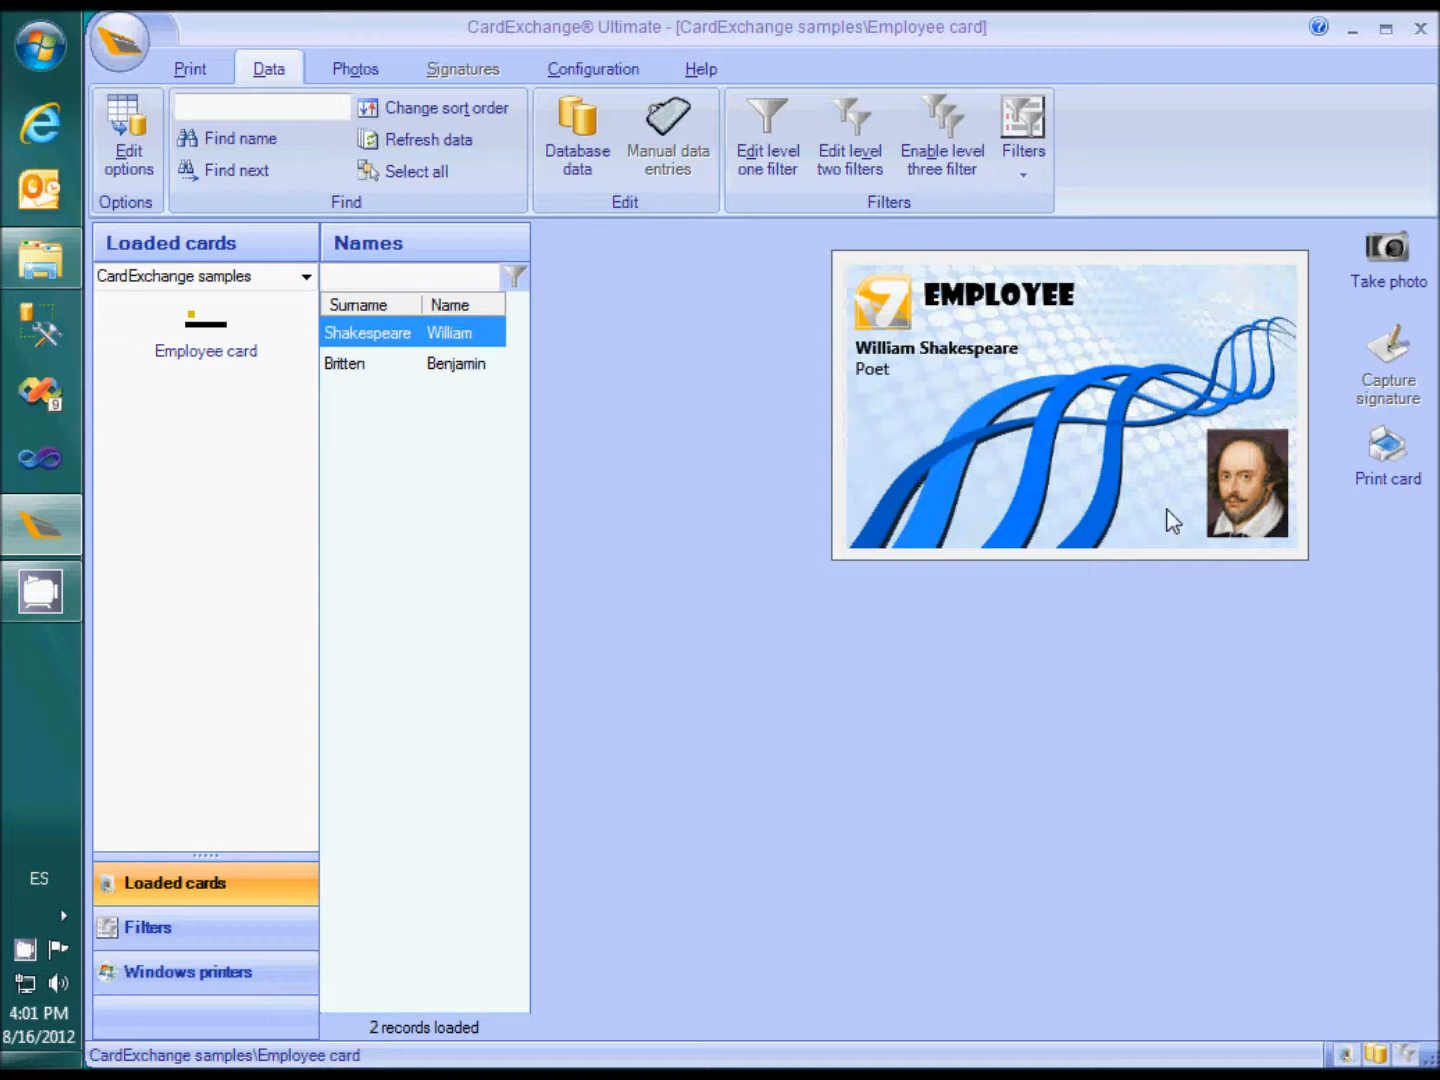 CardExchange® Ultimate - [CardExchange samples\Employee card]
Print
Data
Photos
Signatures
Configuration
Help
Edit options
Options
Find name
Find next
Change sort order
Refresh data
Select all
Find
Database data
Manual data entries
Edit
Edit level one filter
Edit level two filters
Enable level three filter
Filters
Filters
Loaded cards
CardExchange samples
Employee card
Names
Surname Name
Shakespeare William
Britten Benjamin
EMPLOYEE
William Shakespeare
Poet
Take photo
Capture signature
Print card
9
Loaded cards
Filters
Windows printers
2 records loaded
CardExchange samples\Employee card
ES
4:01 PM
8/16/2012